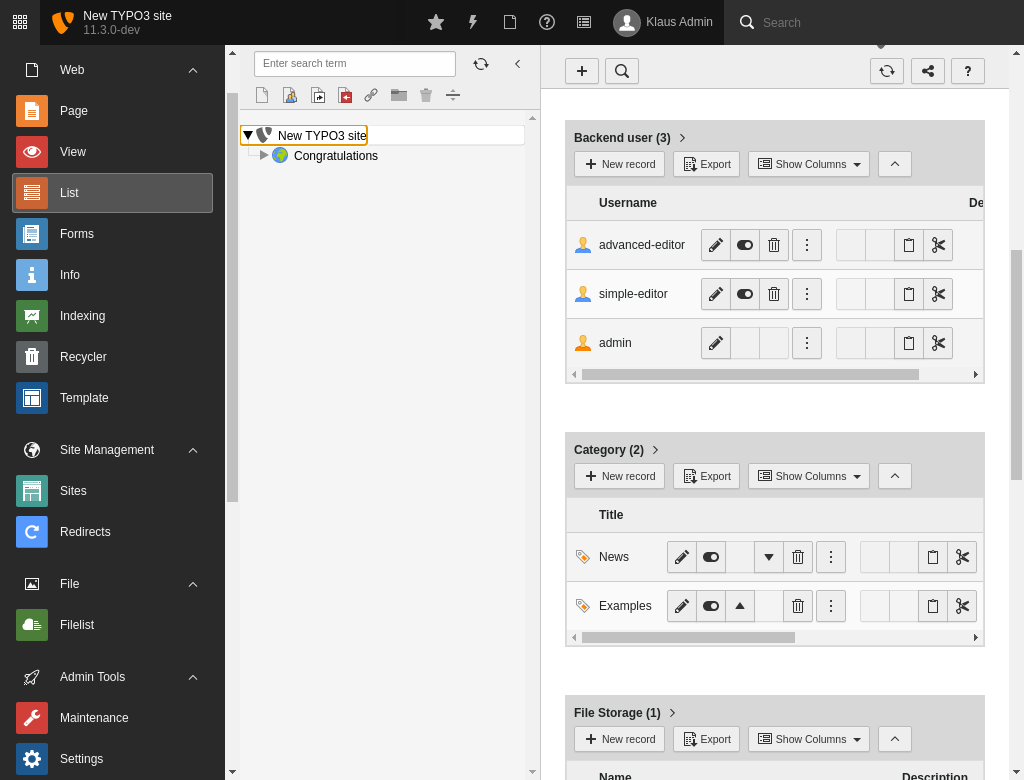 New TYPO3 site
11.3.0-dev
Klaus Admin
Search
Web
Page
View
List
Forms
Info
Indexing
Recycler
Template
Site Management
Sites
Redirects
File
Filelist
Admin Tools
Maintenance
Settings
Enter search term
New TYPO3 site
Congratulations
Backend user (3)
New record
Export
Show Columns
Username
De
advanced-editor
simple-editor
admin
Category (2)
New record
Export
Show Columns
Title
News
Examples
File Storage (1)
New record
Export
Show Columns
Name
Description